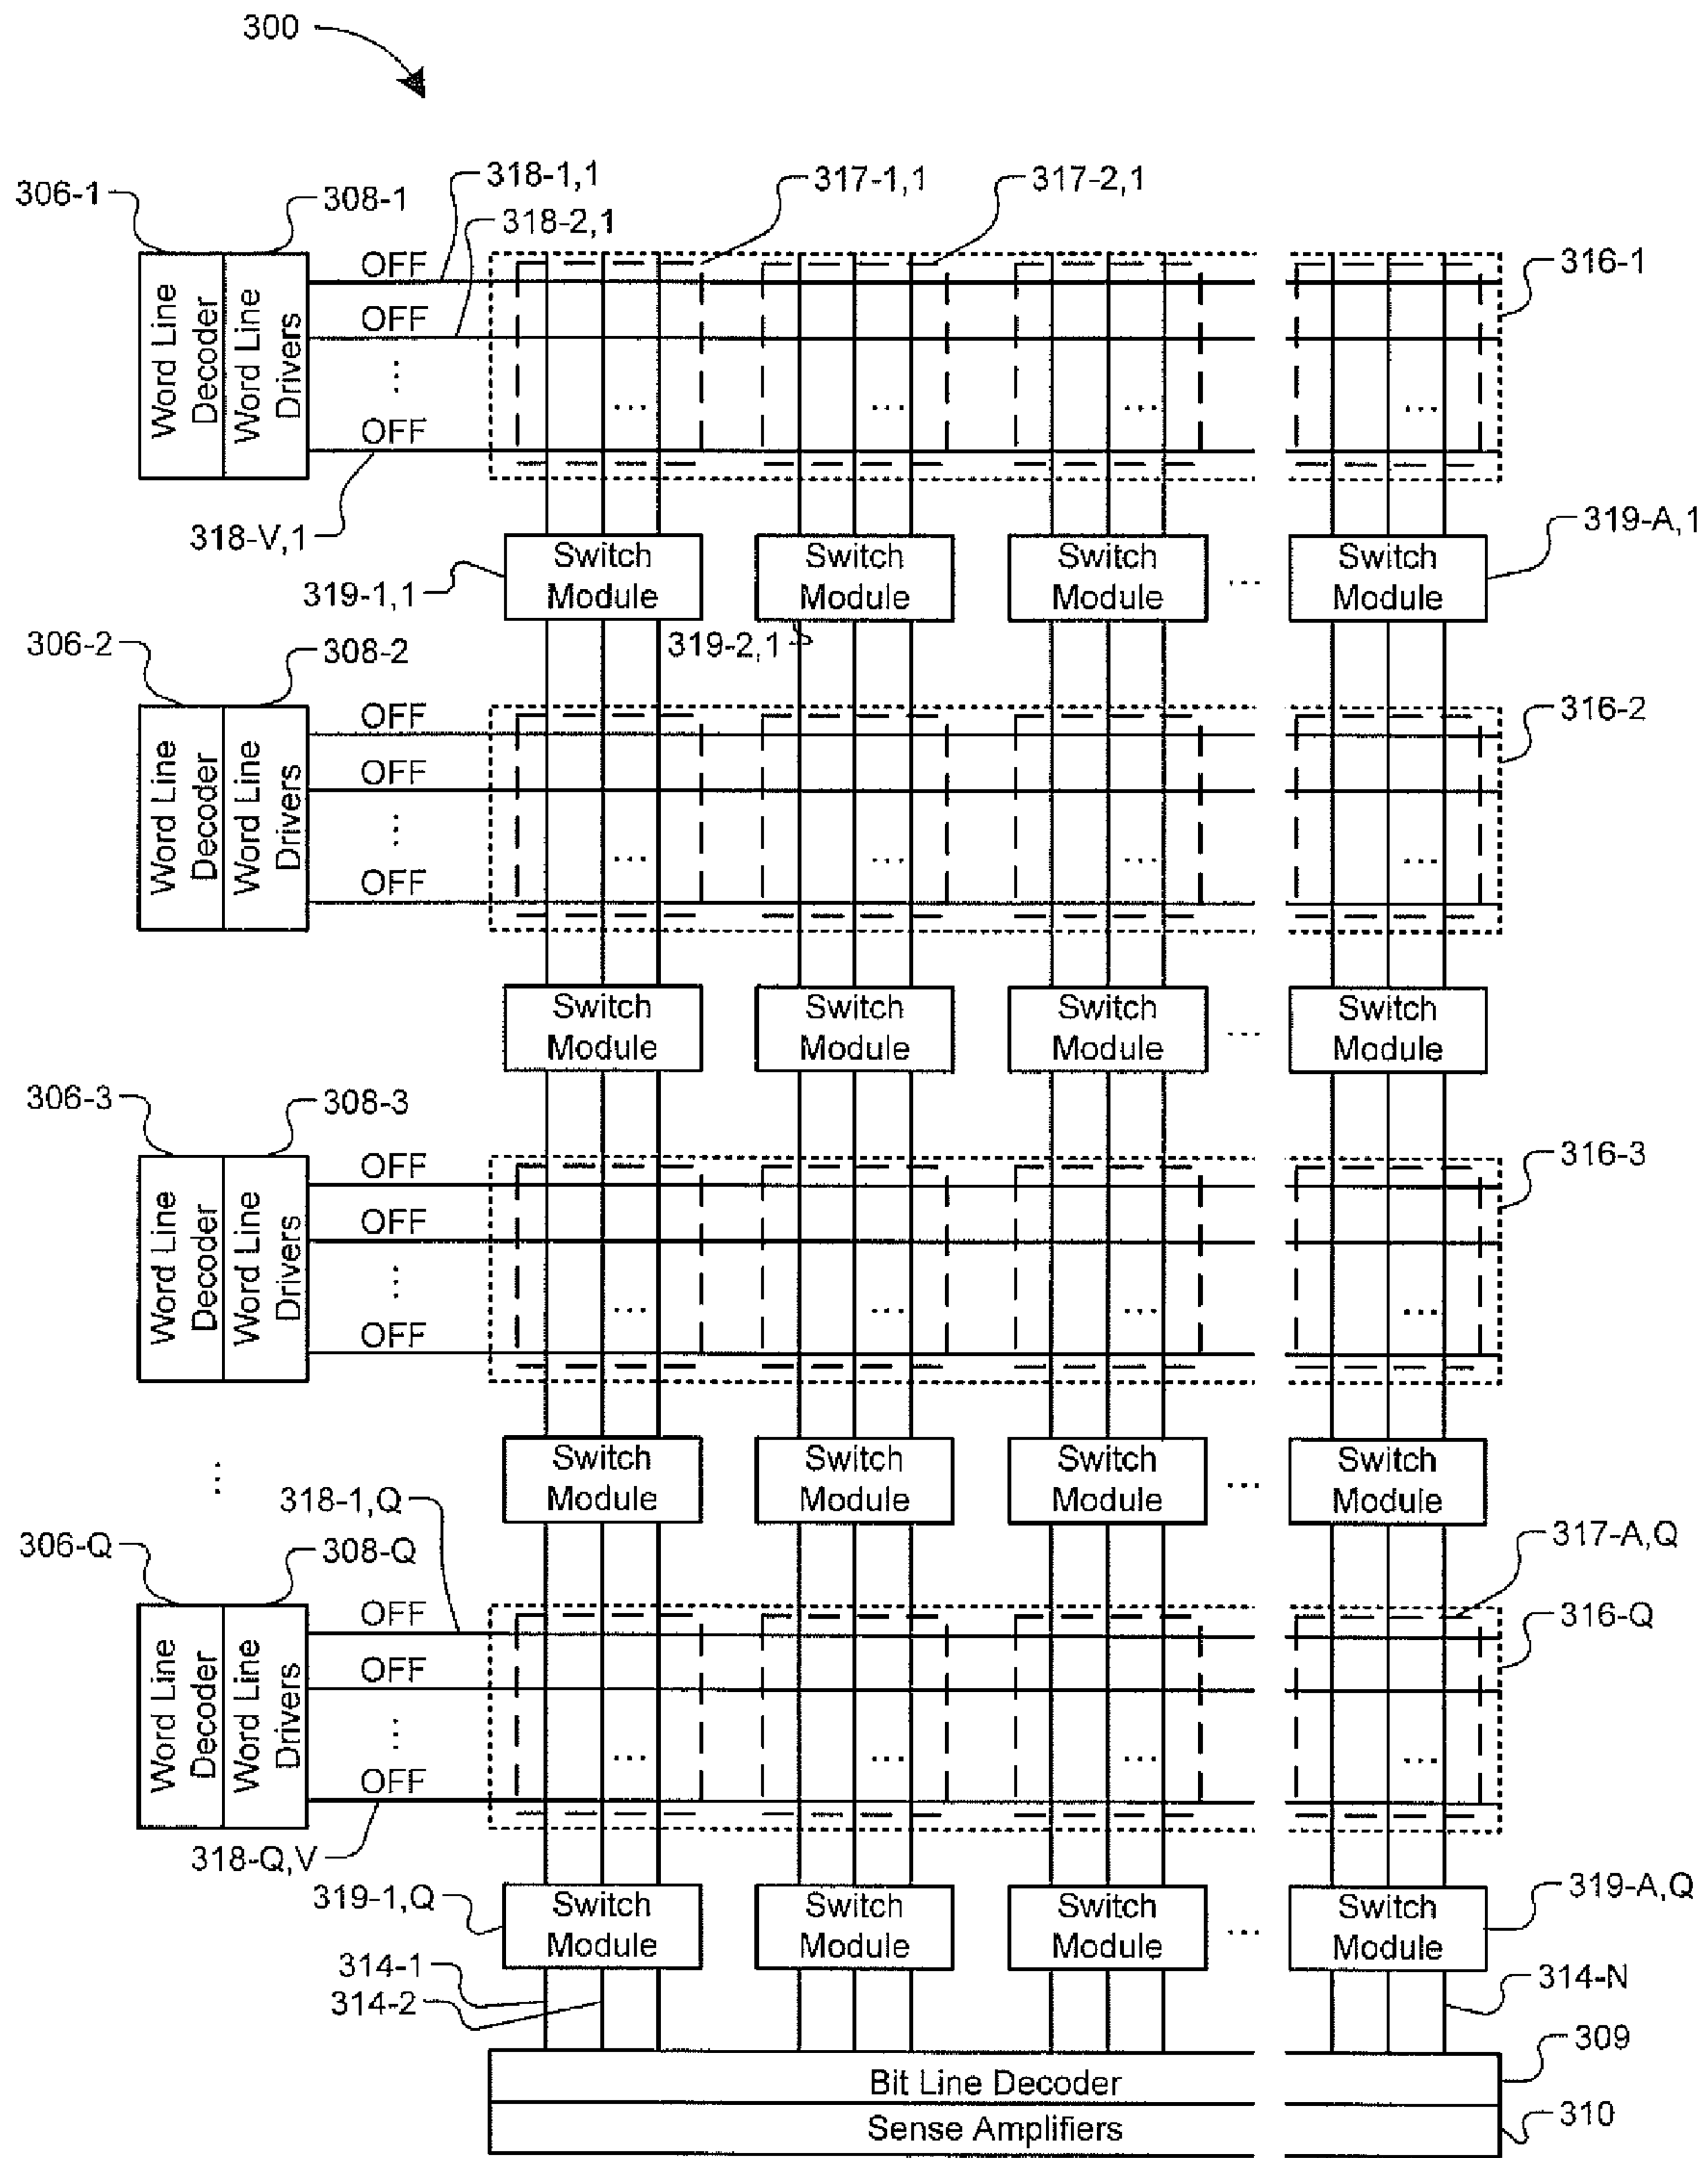 300
318-1,1
317-1,1
317-2,1
306-1
308-1
318-2,1
316-1
Word Line
Decoder
Word Line
Drivers
OFF
OFF
⋮
OFF
...
...
...
...
318-V,1
319-1,1
Switch
Module
Switch
Module
Switch
Module
...
Switch
Module
319-A,1
319-2,1
306-2
308-2
316-2
Word Line
Decoder
Word Line
Drivers
OFF
OFF
⋮
OFF
...
...
...
...
Switch
Module
Switch
Module
Switch
Module
...
Switch
Module
306-3
308-3
316-3
Word Line
Decoder
Word Line
Drivers
OFF
OFF
⋮
OFF
...
...
...
...
Switch
Module
Switch
Module
Switch
Module
...
Switch
Module
⋮
318-1,Q
306-Q
308-Q
317-A,Q
316-Q
Word Line
Decoder
Word Line
Drivers
OFF
OFF
⋮
OFF
...
...
...
...
318-Q,V
319-1,Q
Switch
Module
Switch
Module
Switch
Module
...
Switch
Module
319-A,Q
314-1
314-2
314-N
309
Bit Line Decoder
Sense Amplifiers
310